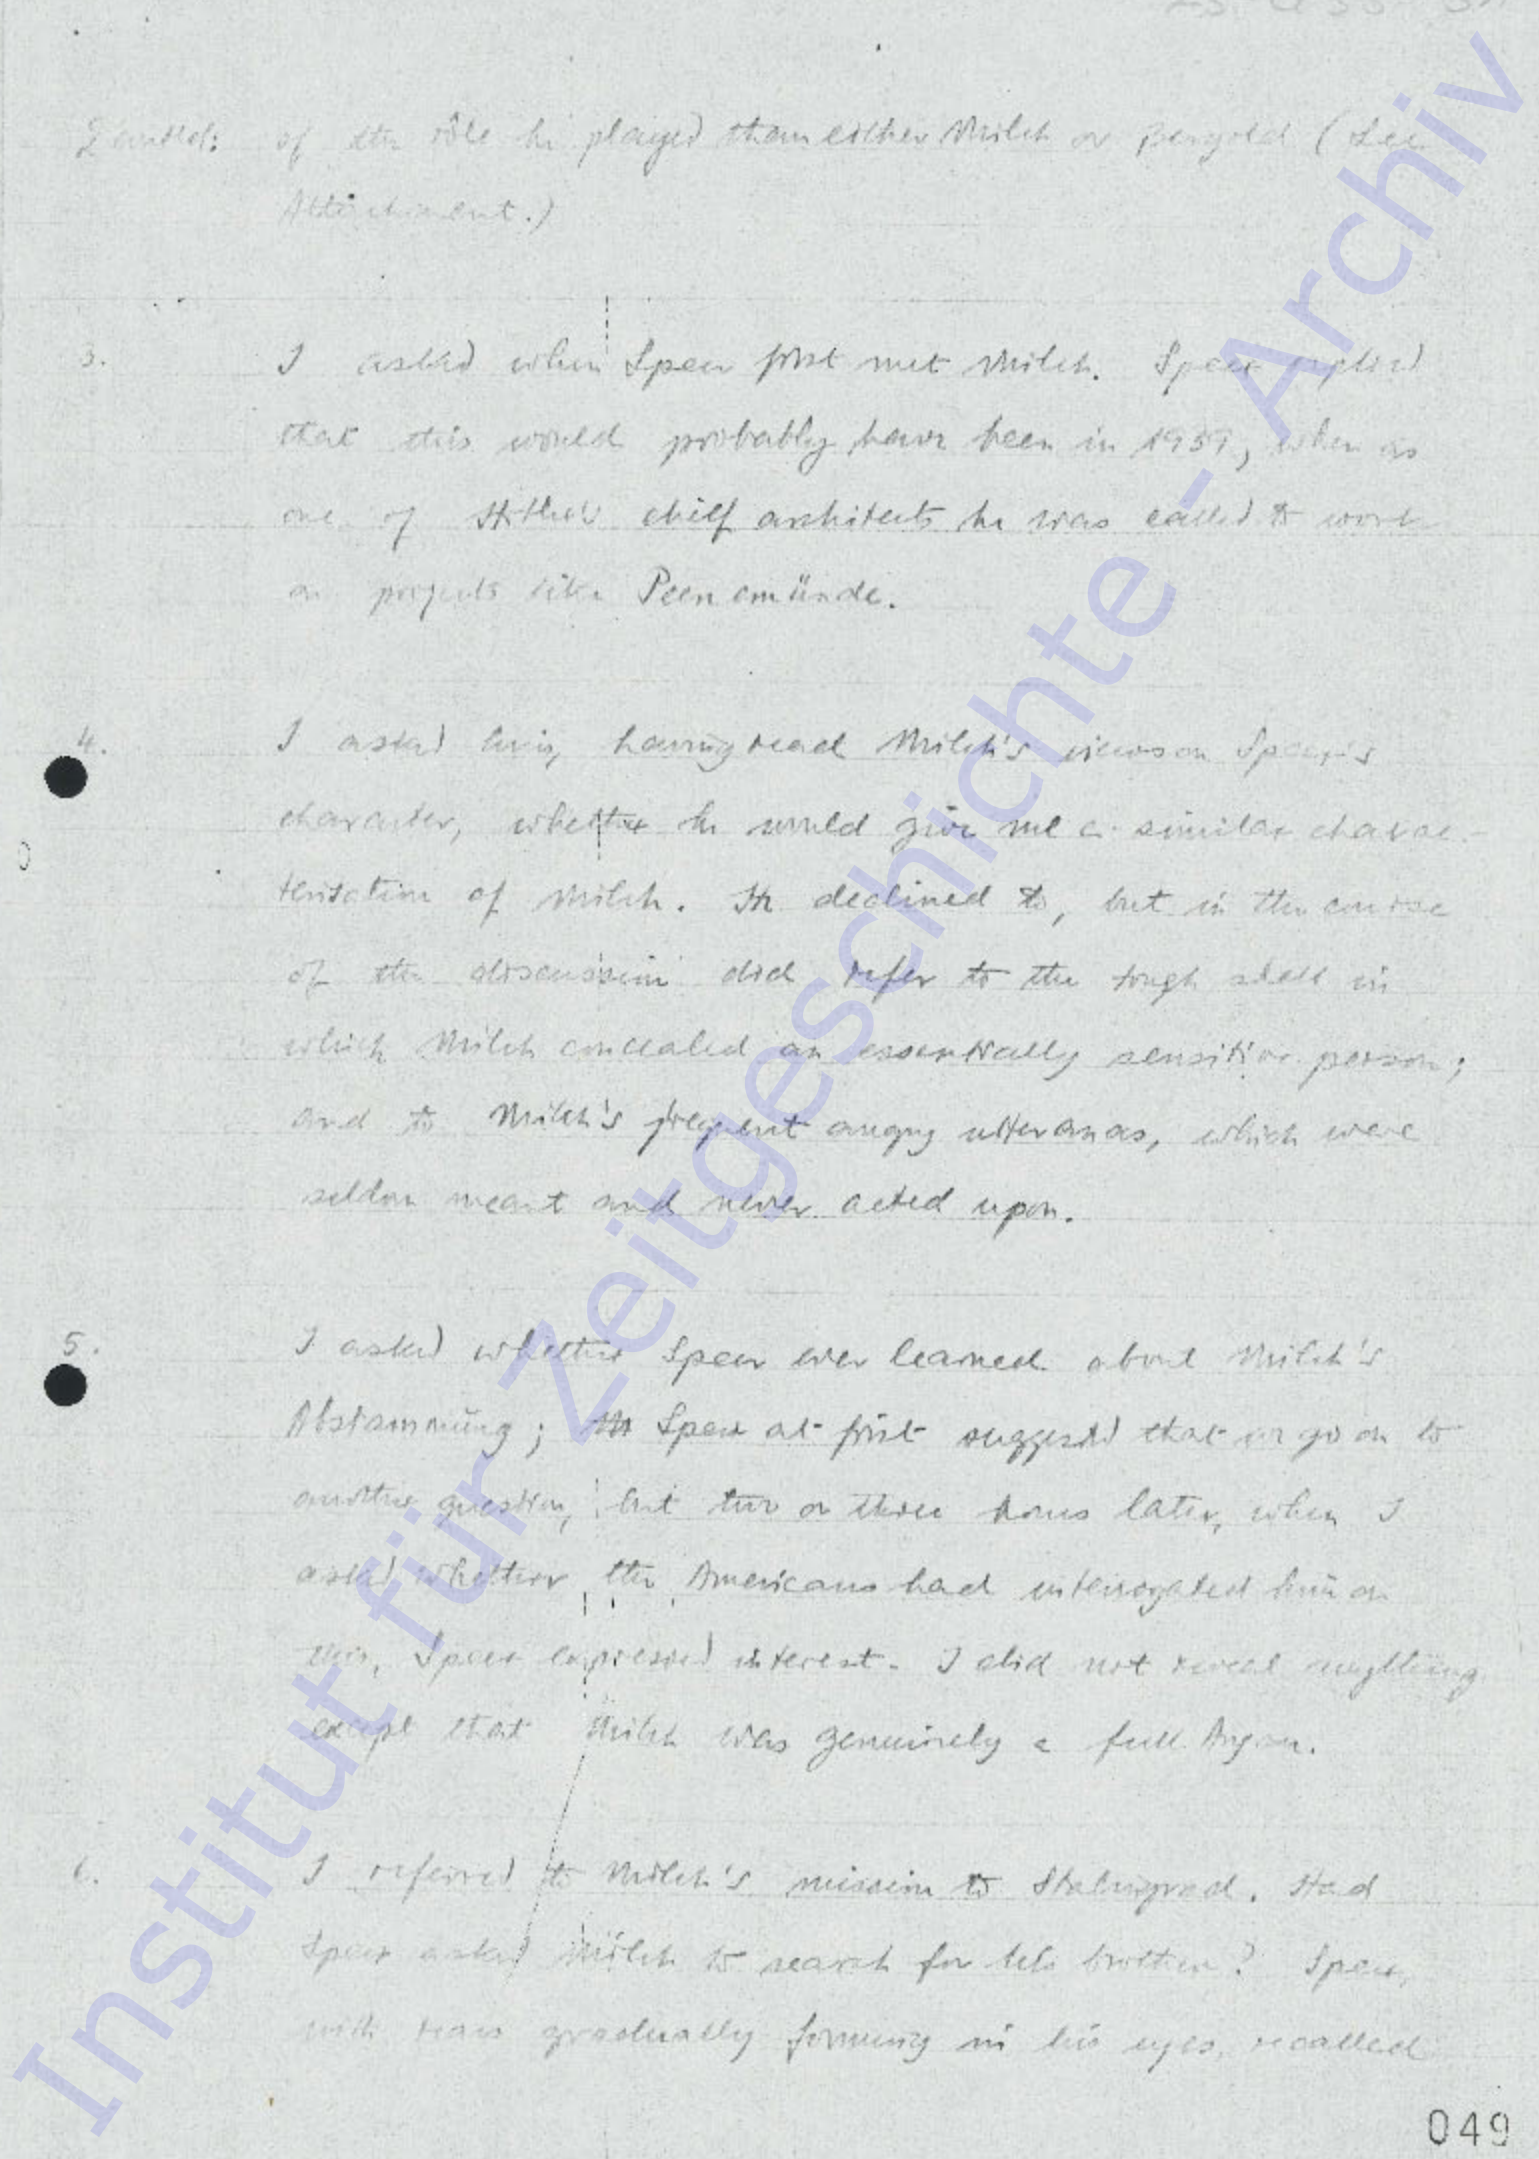 2 contd: of the rôle he played than either Milch or Bergold (See
Attachment.)
3. I asked when Speer first met Milch. Speer replied
that this would probably have been in 1939, when as
one of Hitler's chief architects he was called to work
on projects like Peenemünde.
4. I asked him, having read Milch's views on Speer's
character, whether he would give me a similar charac-
terisation of Milch. He declined to, but in the course
of the discussion did refer to the tough shell in
which Milch concealed an essentially sensitive person;
and to Milch's frequent angry utterances, which were
seldom meant and never acted upon.
5. I asked whether Speer ever learned about Milch's
Abstammung; Speer at first suggested that we go on to
another question, but two or three hours later, when I
asked whether the Americans had interrogated him on
this, Speer expressed interest. I did not reveal anything
except that Milch was genuinely a full Aryan.
6. I referred to Milch's mission to Stalingrad. Had
Speer asked Milch to search for his brother? Speer,
with tears gradually forming in his eyes, recalled
049
Institut für Zeitgeschichte - Archiv